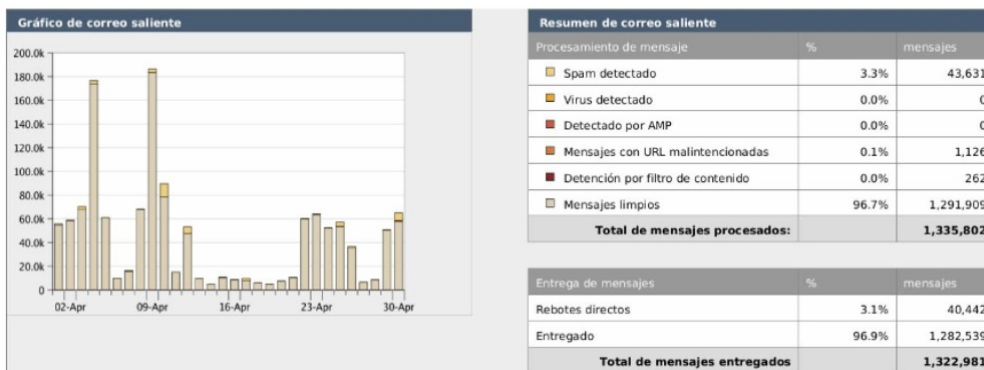 Gráfico de correo saliente
200.0k
180.0k
160.0k
140.0k
120.0k
100.0k
80.0k
60.0k
40.0k
20.0k
0
02-Apr 09-Apr 16-Apr 23-Apr 30-Apr
Resumen de correo saliente
Procesamiento de mensaje % mensajes
Spam detectado 3.3% 43,631
Virus detectado 0.0% 0
Detectado por AMP 0.0% 0
Mensajes con URL malintencionadas 0.1% 1,126
Detención por filtro de contenido 0.0% 262
Mensajes limpios 96.7% 1,291,909
Total de mensajes procesados: 1,335,802
Entrega de mensajes % mensajes
Rebotes directos 3.1% 40,442
Entregado 96.9% 1,282,539
Total de mensajes entregados 1,322,981